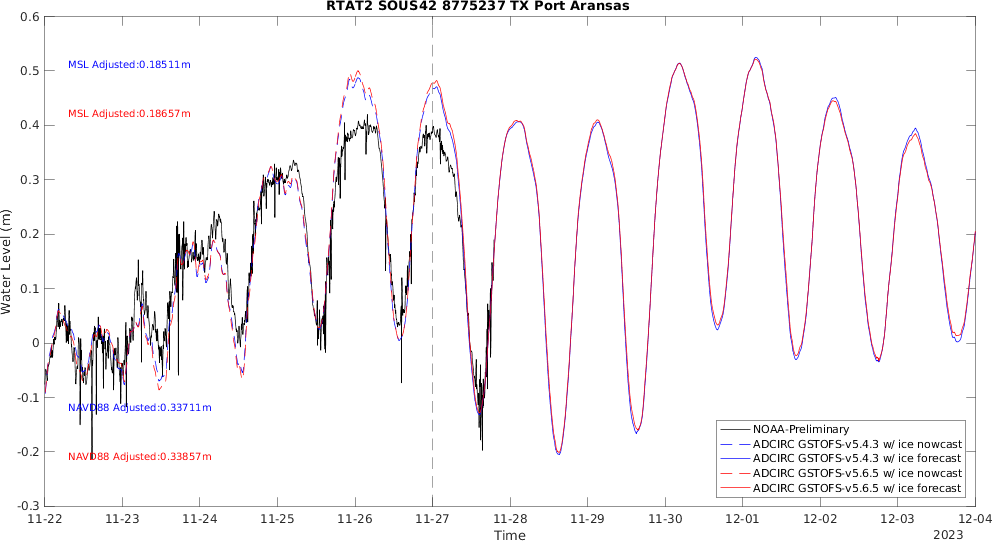 RTAT2 SOUS42 8775237 TX Port Aransas
0.6
0.5
0.4
0.3
0.2
0.1
0
-0.1
-0.2
-0.3
Water Level (m)
MSL Adjusted:0.18511m
MSL Adjusted:0.18657m
NAVD88 Adjusted:0.33711m
NAVD88 Adjusted:0.33857m
NOAA-Preliminary
ADCIRC GSTOFS-v5.4.3 w/ ice nowcast
ADCIRC GSTOFS-v5.4.3 w/ ice forecast
ADCIRC GSTOFS-v5.6.5 w/ ice nowcast
ADCIRC GSTOFS-v5.6.5 w/ ice forecast
11-22 11-23 11-24 11-25 11-26 11-27 11-28 11-29 11-30 12-01 12-02 12-03 12-04
Time
2023